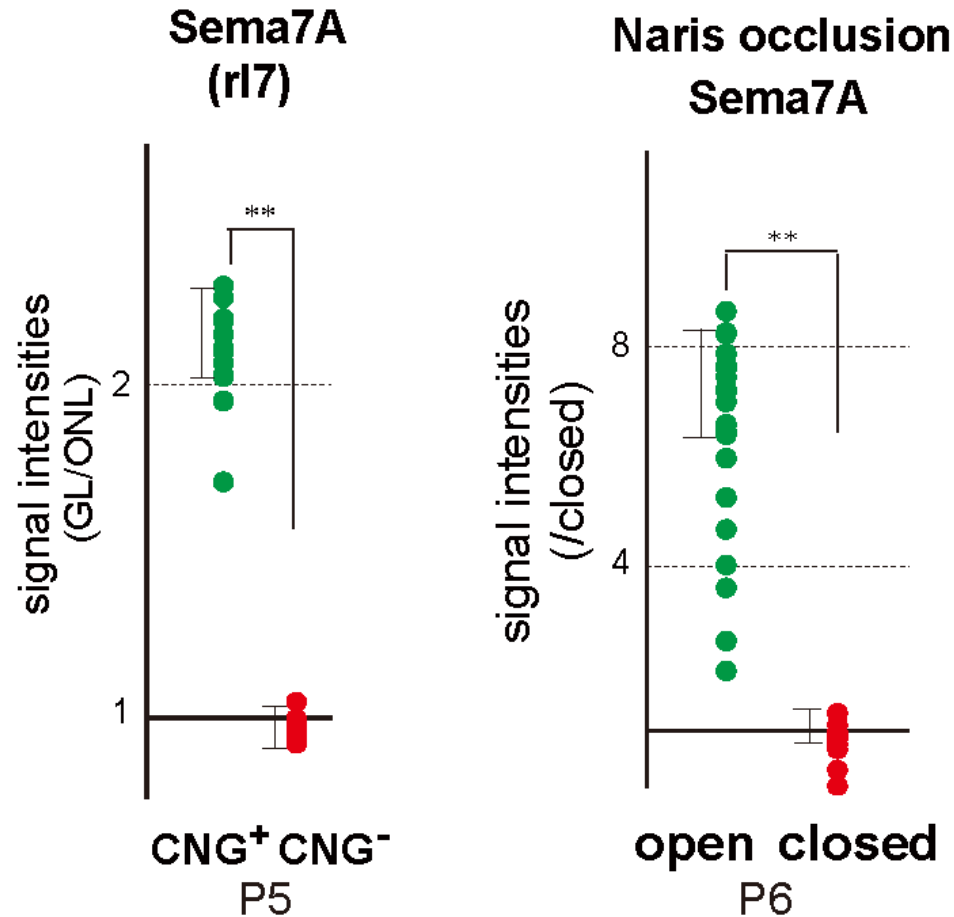 Sema7A
(rI7)
**
signal intensities
(GL/ONL)
2
1
CNG+ CNG-
P5
Naris occlusion
Sema7A
**
signal intensities
(/closed)
8
4
open closed
P6